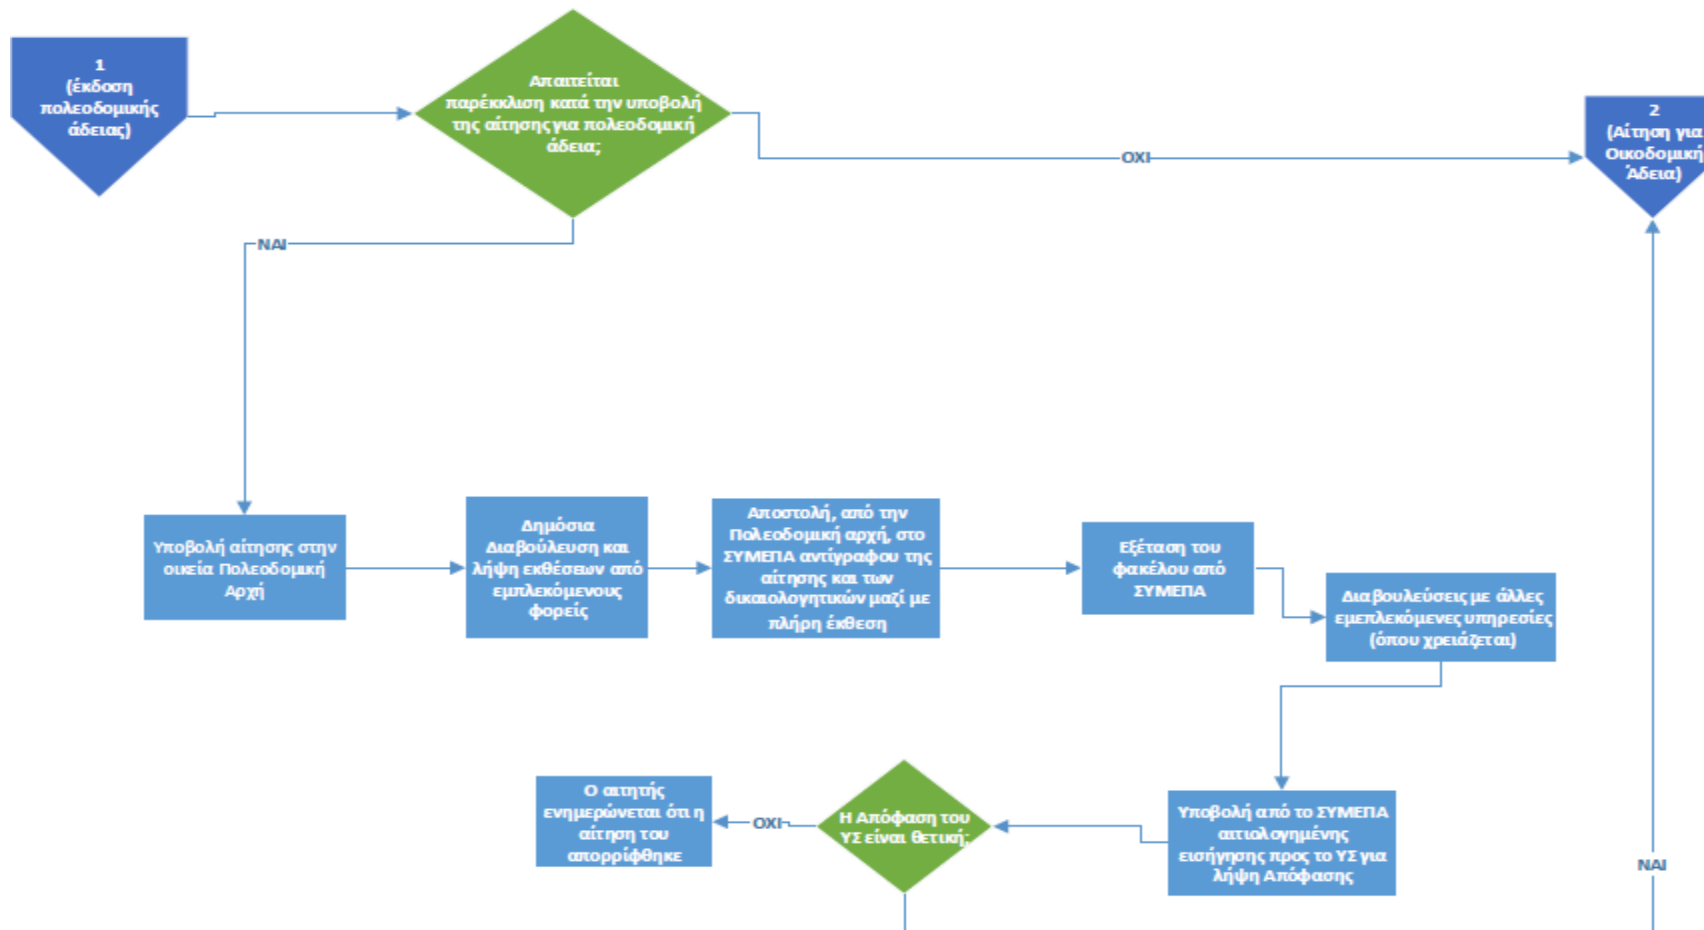 1
(έκδοση
πολεοδομικής
άδειας)
Απαιτείται
παρέκκλιση κατά την υποβολή
της αίτησης για πολεοδομική
άδεια;
ΟΧΙ
2
(Αίτηση για
Οικοδομική
Άδεια)
ΝΑΙ
Υποβολή αίτησης στην
οικεία Πολεοδομική
Αρχή
Δημόσια
Διαβούλευση και
λήψη εκθέσεων από
εμπλεκόμενους
φορείς
Αποστολή, από την
Πολεοδομική αρχή, στο
ΣΥΜΕΠΑ αντίγραφου της
αίτησης και των
δικαιολογητικών μαζί με
πλήρη έκθεση
Εξέταση του
φακέλου από
ΣΥΜΕΠΑ
Διαβουλεύσεις με άλλες
εμεπλεκόμενες υπηρεσίες
(όπου χρειάζεται)
Υποβολή από το ΣΥΜΕΠΑ
αιτιολογημένης
εισήγησης προς το ΥΣ για
λήψη Απόφασης
Η Απόφαση του
ΥΣ είναι θετική;
ΟΧΙ
Ο αιτητής
ενημερώνεται ότι η
αίτηση του
απορρίφθηκε
ΝΑΙ